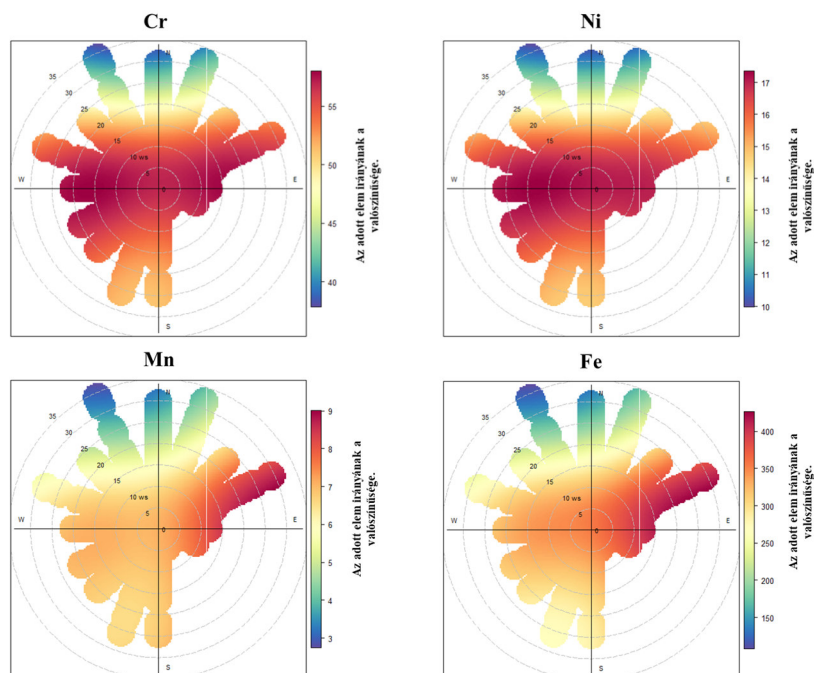 Cr
N
35
30
25
20
15
10 ws
5
0
W
E
S
55
50
45
40
Az adott elem irányának a
valószínűsége.
Ni
N
35
30
25
20
15
10 ws
5
0
W
E
S
17
16
15
14
13
12
11
10
Az adott elem irányának a
valószínűsége.
Mn
N
35
30
25
20
15
10 ws
5
0
W
E
S
9
8
7
6
5
4
3
Az adott elem irányának a
valószínűsége.
Fe
N
35
30
25
20
15
10 ws
5
0
W
E
S
400
350
300
250
200
150
Az adott elem irányának a
valószínűsége.